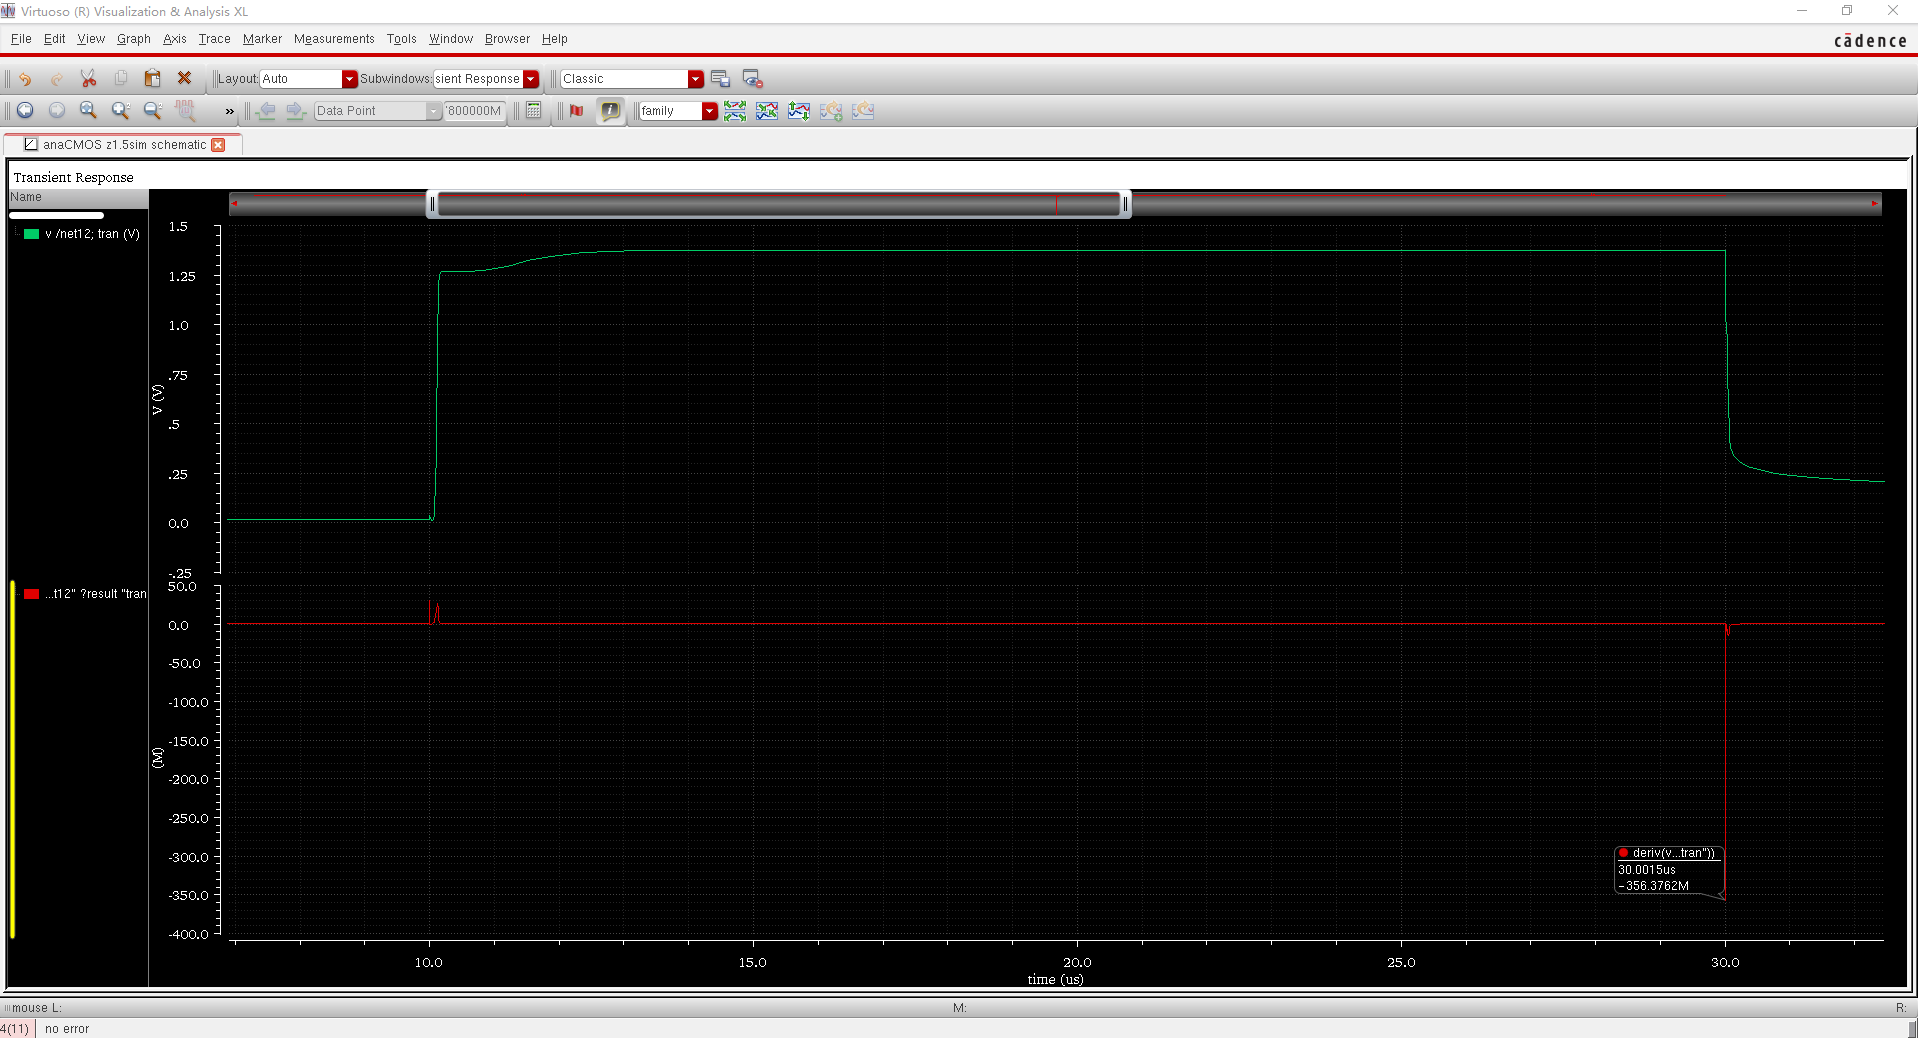 Virtuoso (R) Visualization & Analysis XL
File Edit View Graph Axis Trace Marker Measurements Tools Window Browser Help
cādence
Layout: Auto Subwindows: sient Response Classic
» Data Point '800000M family
anaCMOS z1.5sim schematic
Transient Response
Name
v /net12; tran (V)
1.5
1.25
1.0
.75
.5
.25
0.0
-.25
V (V)
...t12" ?result "tran
50.0
0.0
-50.0
-100.0
-150.0
-200.0
-250.0
-300.0
-350.0
-400.0
(M)
deriv(v...tran"))
30.0015us
-356.3762M
10.0 15.0 20.0 25.0 30.0
time (us)
mouse L: M: R:
4(11) no error